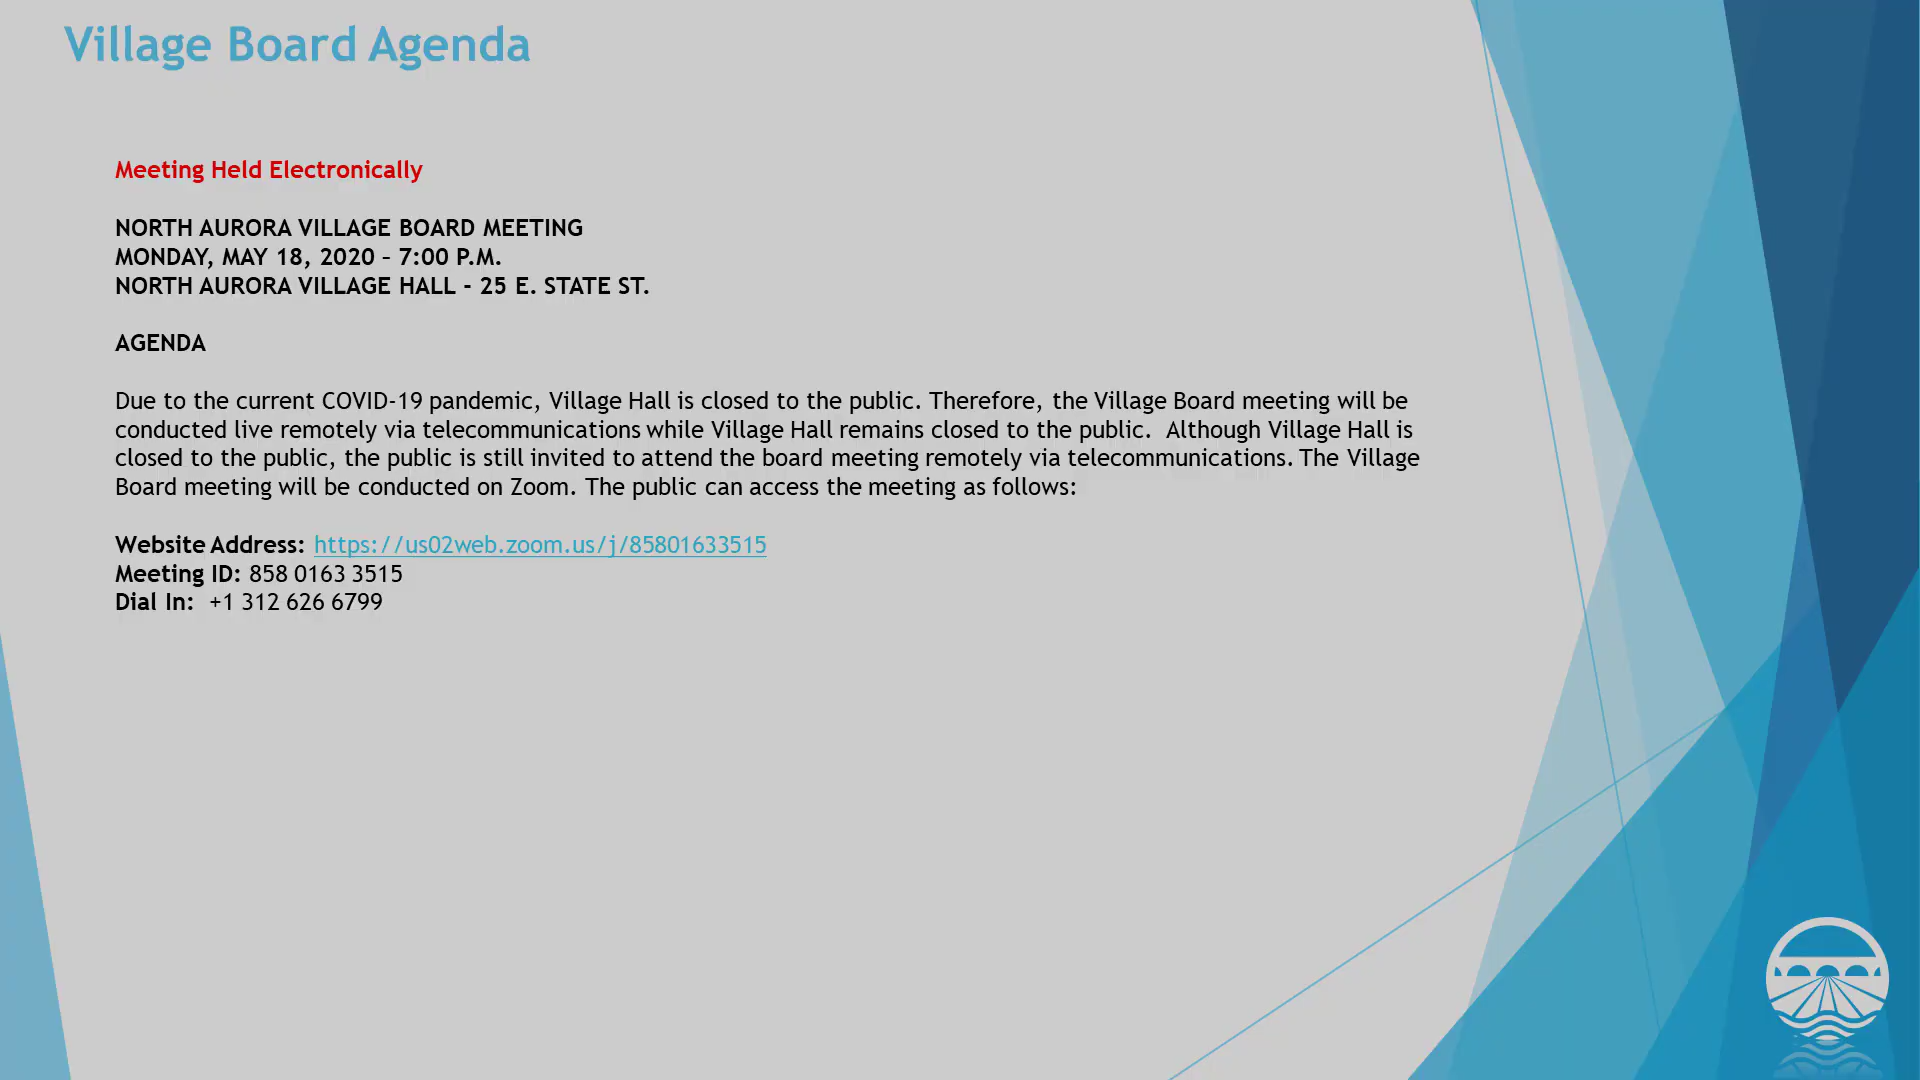 Village Board Agenda
Meeting Held Electronically
NORTH AURORA VILLAGE BOARD MEETING
MONDAY, MAY 18, 2020 – 7:00 P.M.
NORTH AURORA VILLAGE HALL - 25 E. STATE ST.
AGENDA
Due to the current COVID-19 pandemic, Village Hall is closed to the public. Therefore, the Village Board meeting will be
conducted live remotely via telecommunications while Village Hall remains closed to the public.  Although Village Hall is
closed to the public, the public is still invited to attend the board meeting remotely via telecommunications. The Village
Board meeting will be conducted on Zoom. The public can access the meeting as follows:
Website Address: https://us02web.zoom.us/j/85801633515
Meeting ID: 858 0163 3515
Dial In:  +1 312 626 6799